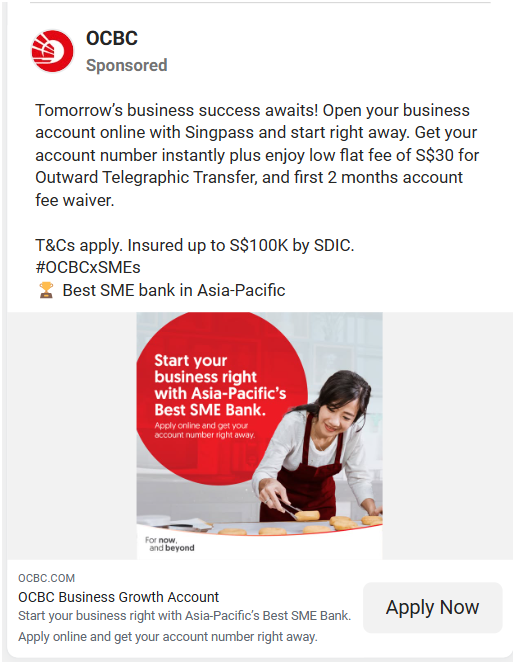 OCBC
Sponsored
Tomorrow's business success awaits! Open your business
account online with Singpass and start right away. Get your
account number instantly plus enjoy low flat fee of S$30 for
Outward Telegraphic Transfer, and first 2 months account
fee waiver.
T&Cs apply. Insured up to S$100K by SDIC.
#OCBCxSMEs
🏆 Best SME bank in Asia-Pacific
Start your
business right
with Asia-Pacific's
Best SME Bank.
Apply online and get your
account number right away.
For now,
and beyond
OCBC.COM
OCBC Business Growth Account
Start your business right with Asia-Pacific's Best SME Bank.
Apply online and get your account number right away.
Apply Now